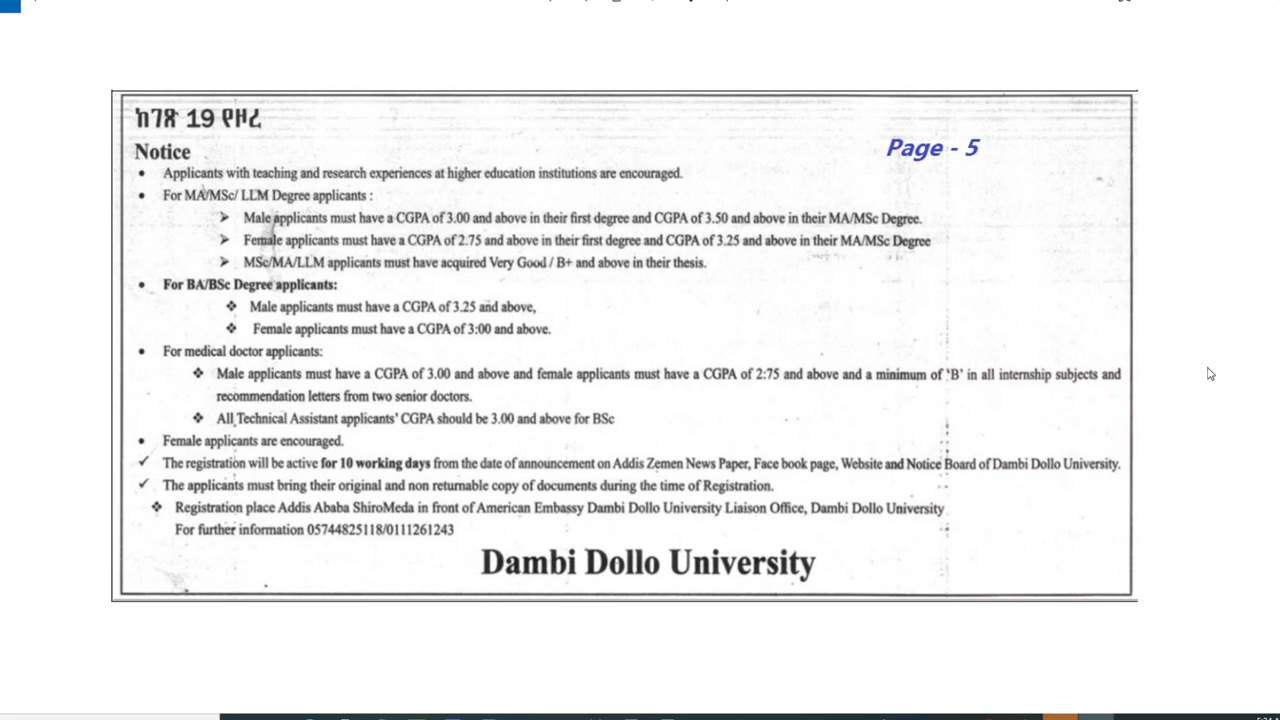 ከገጽ 19 የዞረ
Page - 5
Notice
• Applicants with teaching and research experiences at higher education institutions are encouraged.
• For MA/MSc/ LLM Degree applicants :
➢ Male applicants must have a CGPA of 3.00 and above in their first degree and CGPA of 3.50 and above in their MA/MSc Degree.
➢ Female applicants must have a CGPA of 2.75 and above in their first degree and CGPA of 3.25 and above in their MA/MSc Degree
➢ MSc/MA/LLM applicants must have acquired Very Good / B+ and above in their thesis.
• For BA/BSc Degree applicants:
❖ Male applicants must have a CGPA of 3.25 and above,
❖ Female applicants must have a CGPA of 3:00 and above.
• For medical doctor applicants:
❖ Male applicants must have a CGPA of 3.00 and above and female applicants must have a CGPA of 2:75 and above and a minimum of 'B' in all internship subjects and
recommendation letters from two senior doctors.
❖ All Technical Assistant applicants' CGPA should be 3.00 and above for BSc
• Female applicants are encouraged.
✓ The registration will be active for 10 working days from the date of announcement on Addis Zemen News Paper, Face book page, Website and Notice Board of Dambi Dollo University.
✓ The applicants must bring their original and non returnable copy of documents during the time of Registration.
❖ Registration place Addis Ababa ShiroMeda in front of American Embassy Dambi Dollo University Liaison Office, Dambi Dollo University
For further information 05744825118/0111261243
Dambi Dollo University